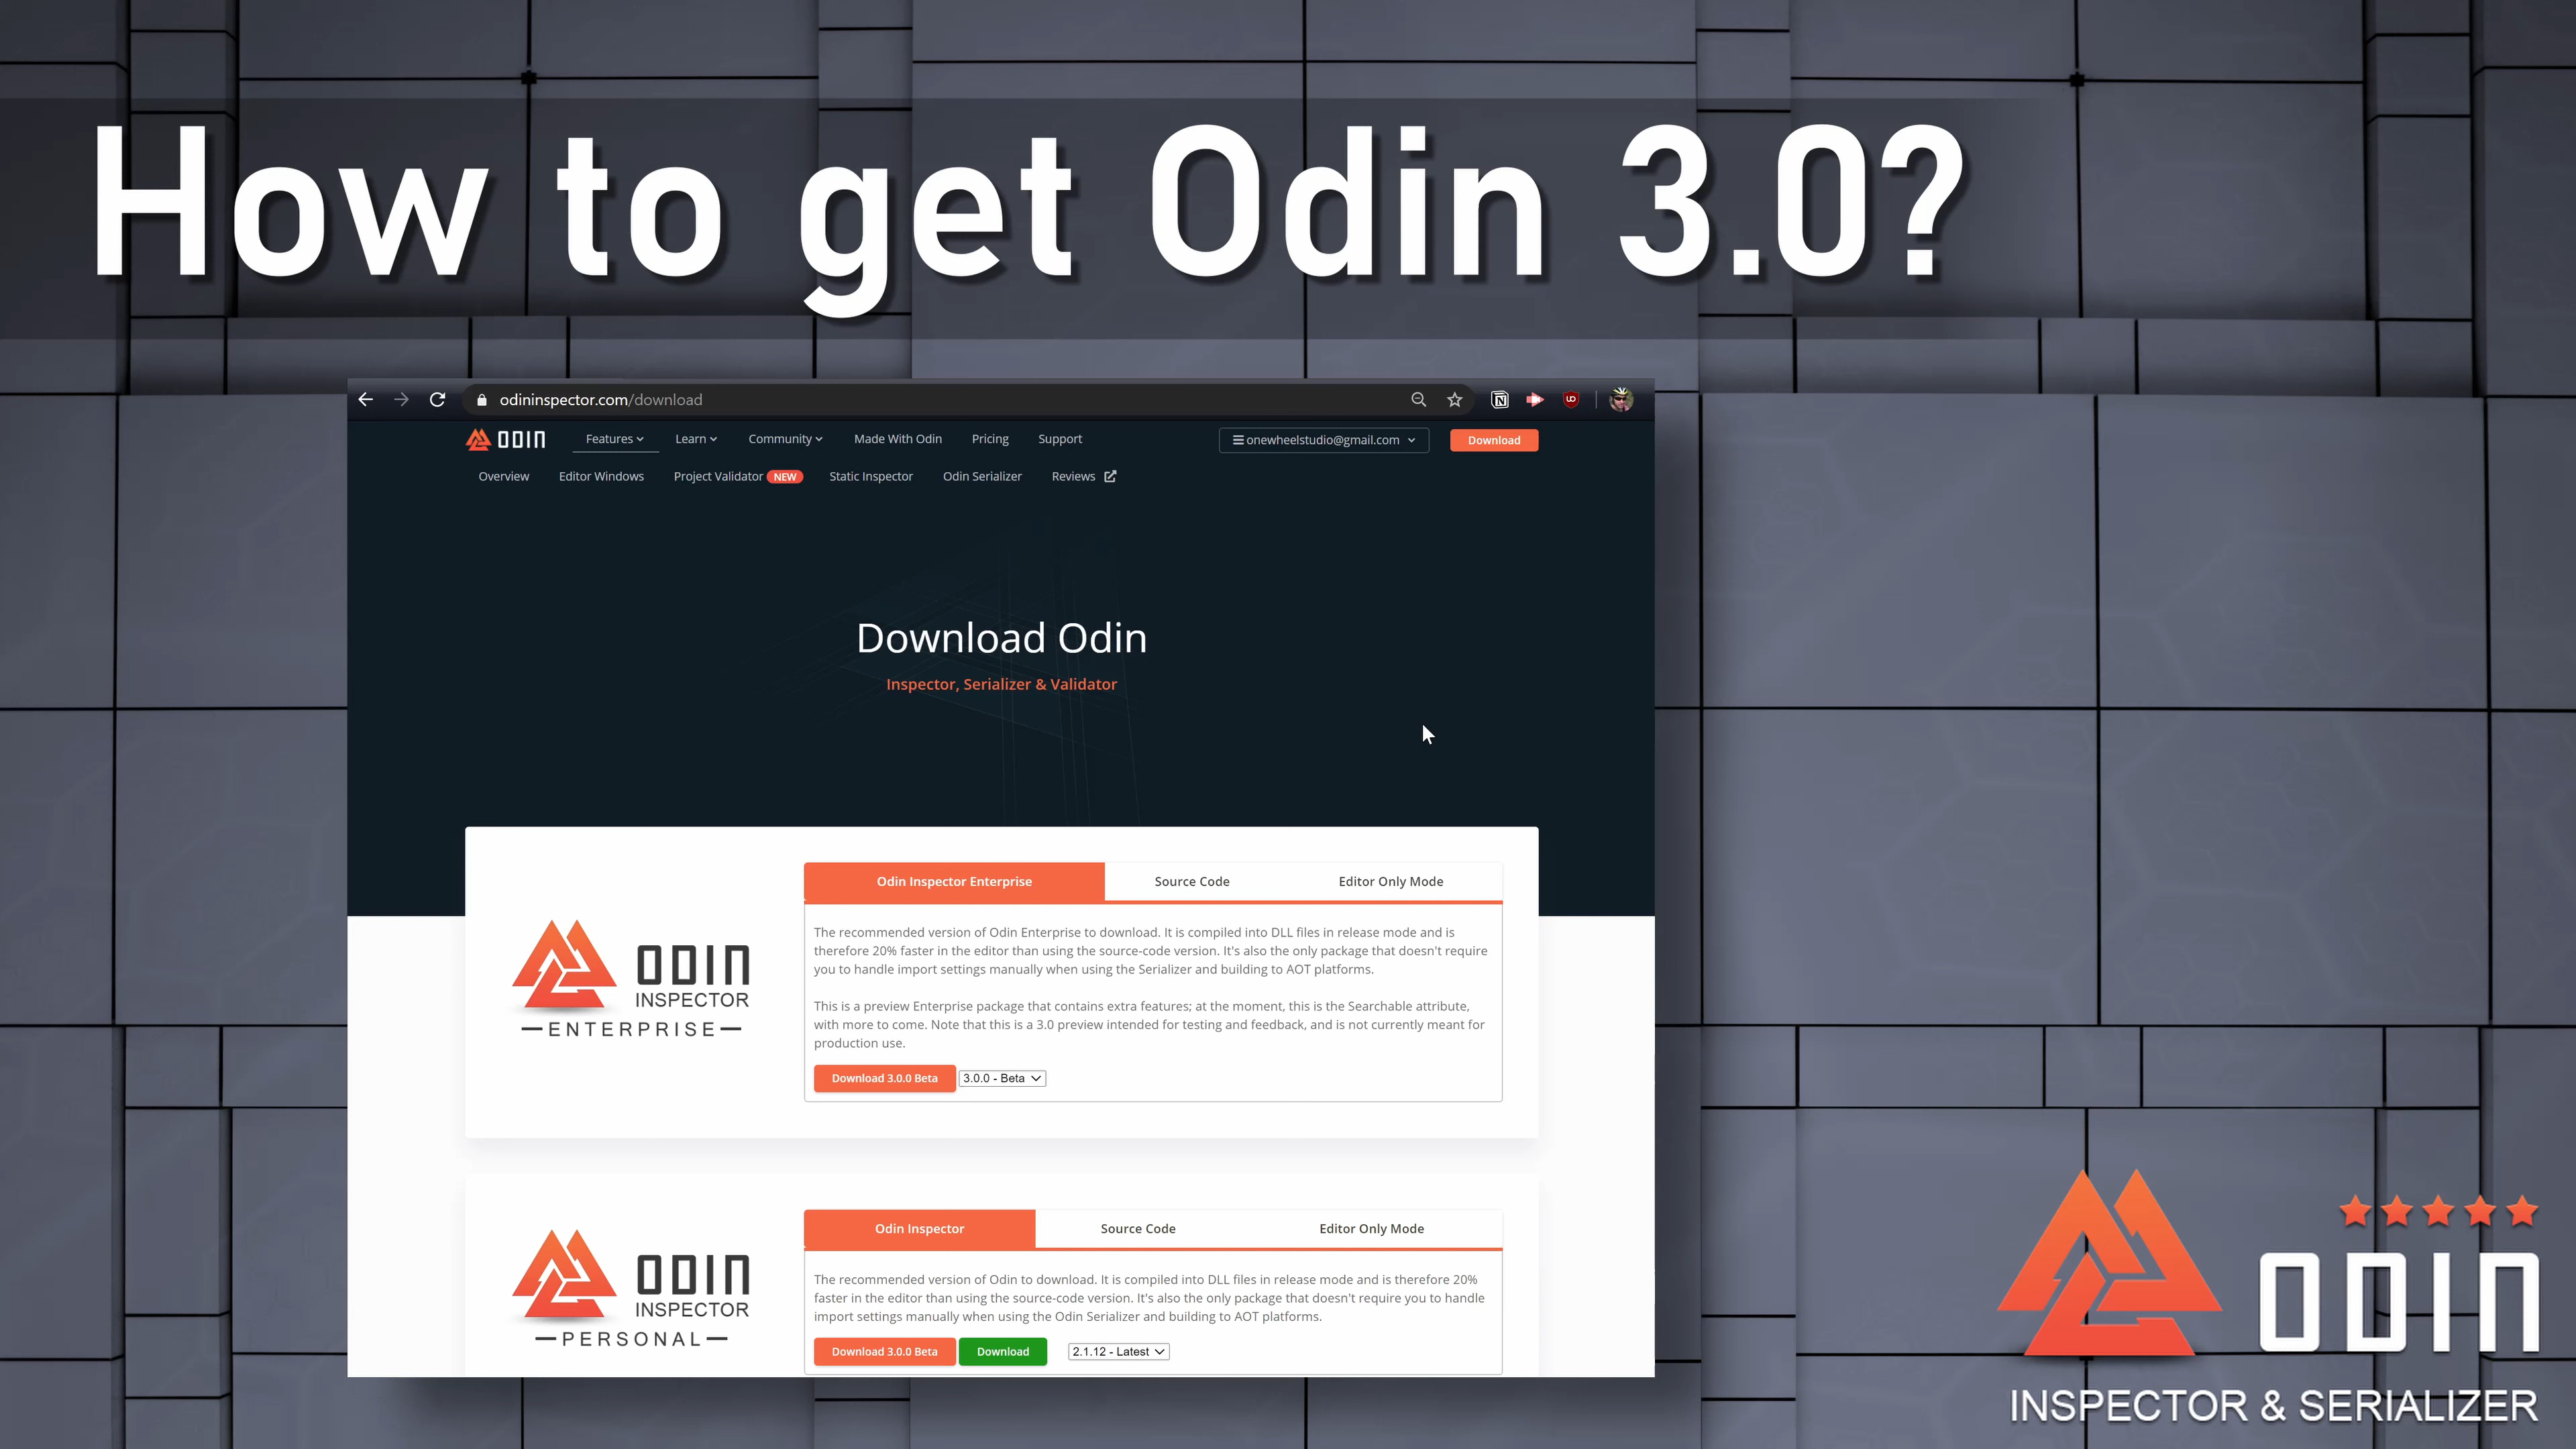 How to get Odin 3.0?
odininspector.com/download
ODIN
Features
Learn
Community
Made With Odin
Pricing
Support
onewheelstudio@gmail.com
Download
Overview
Editor Windows
Project Validator NEW
Static Inspector
Odin Serializer
Reviews
Download Odin
Inspector, Serializer & Validator
ODIN
INSPECTOR
ENTERPRISE
Odin Inspector Enterprise
Source Code
Editor Only Mode
The recommended version of Odin Enterprise to download. It is compiled into DLL files in release mode and is
therefore 20% faster in the editor than using the source-code version. It's also the only package that doesn't require
you to handle import settings manually when using the Serializer and building to AOT platforms.
This is a preview Enterprise package that contains extra features; at the moment, this is the Searchable attribute,
with more to come. Note that this is a 3.0 preview intended for testing and feedback, and is not currently meant for
production use.
Download 3.0.0 Beta
3.0.0 - Beta
ODIN
INSPECTOR
PERSONAL
Odin Inspector
Source Code
Editor Only Mode
The recommended version of Odin to download. It is compiled into DLL files in release mode and is therefore 20%
faster in the editor than using the source-code version. It's also the only package that doesn't require you to handle
import settings manually when using the Odin Serializer and building to AOT platforms.
Download 3.0.0 Beta
Download
2.1.12 - Latest
ODIN
INSPECTOR & SERIALIZER